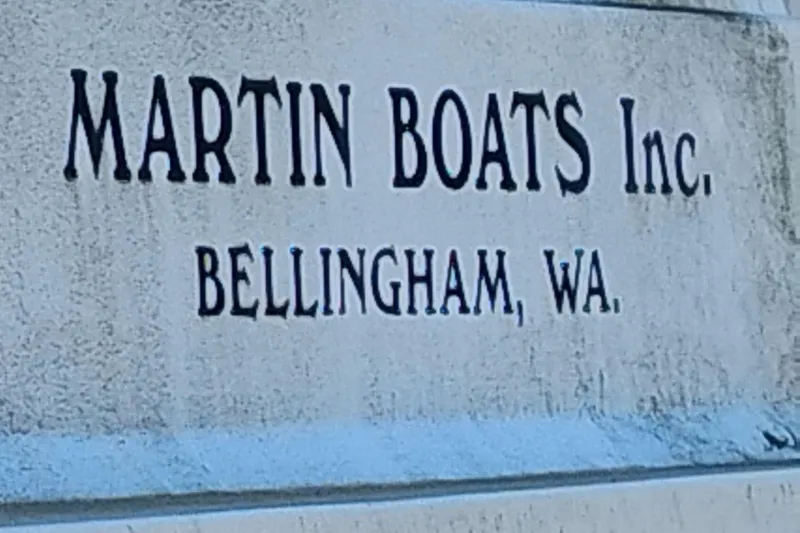 MARTIN BOATS Inc.
BELLINGHAM, WA.